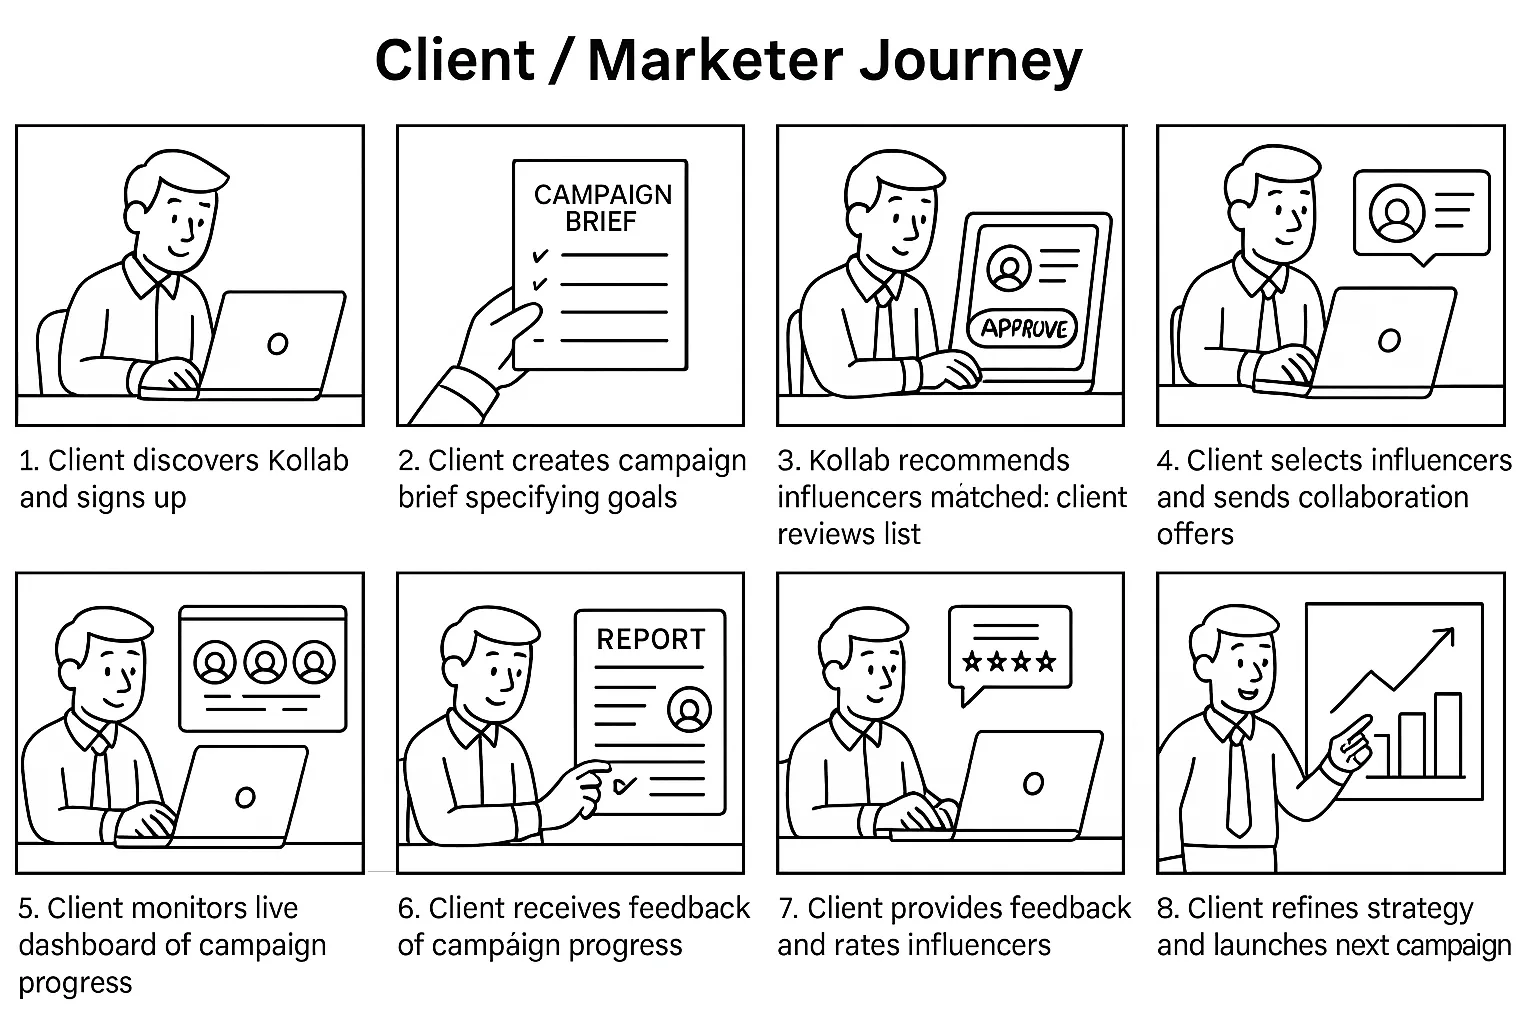 Client / Marketer Journey
CAMPAIGN
BRIEF
APPROVE
1. Client discovers Kollab
and signs up
2. Client creates campaign
brief specifying goals
3. Kollab recommends
influencers mátched: client
reviews list
4. Client selects influencers
and sends collaboration
offers
REPORT
5. Client monitors live
dashboard of campaign
progress
6. Client receives feedback
of campáign progress
7. Client provides feedback
and rates influencers
8. Client refines strategy
and launches next campaign